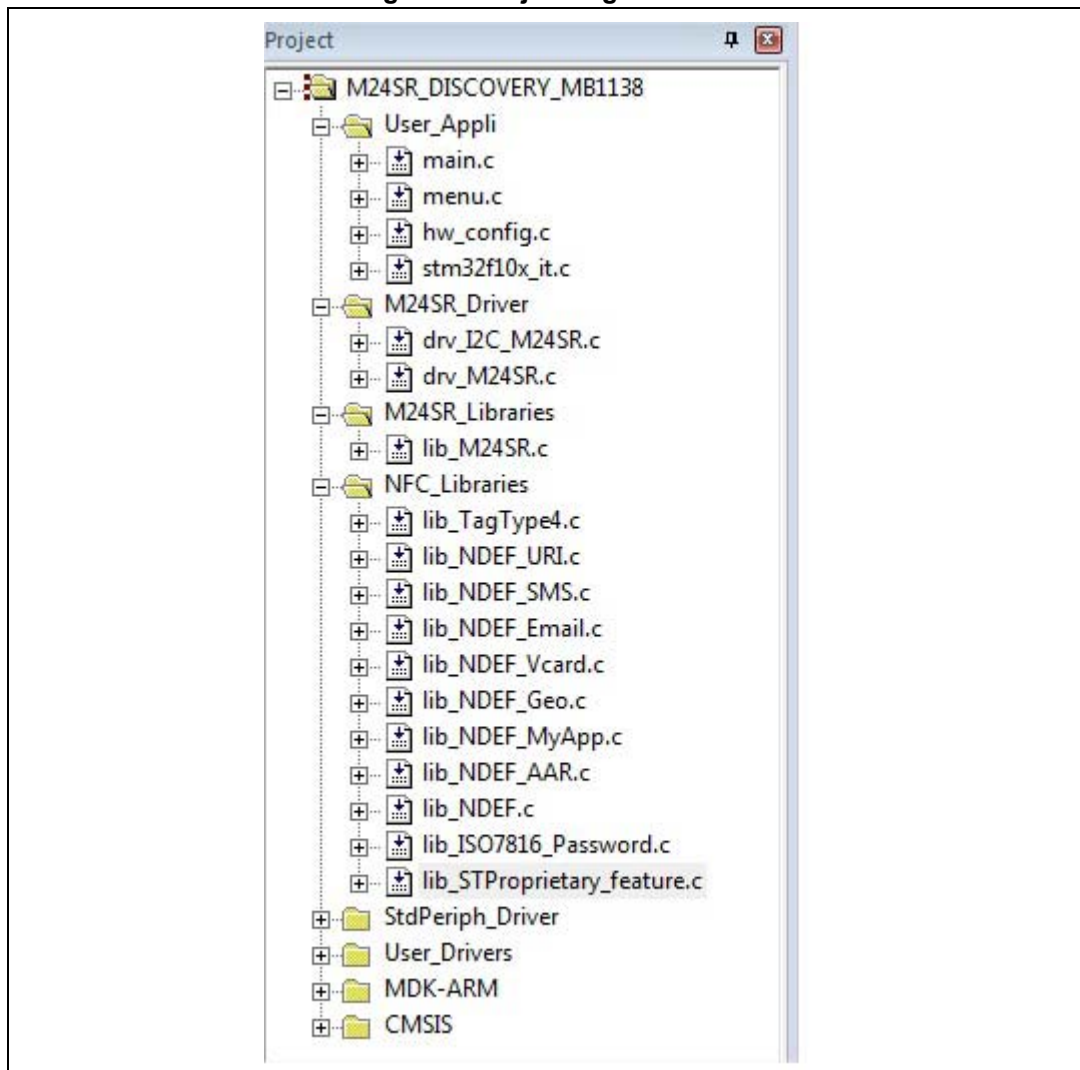 Project
M24SR_DISCOVERY_MB1138
User_Appli
main.c
menu.c
hw_config.c
stm32f10x_it.c
M24SR_Driver
drv_I2C_M24SR.c
drv_M24SR.c
M24SR_Libraries
lib_M24SR.c
NFC_Libraries
lib_TagType4.c
lib_NDEF_URI.c
lib_NDEF_SMS.c
lib_NDEF_Email.c
lib_NDEF_Vcard.c
lib_NDEF_Geo.c
lib_NDEF_MyApp.c
lib_NDEF_AAR.c
lib_NDEF.c
lib_ISO7816_Password.c
lib_STProprietary_feature.c
StdPeriph_Driver
User_Drivers
MDK-ARM
CMSIS